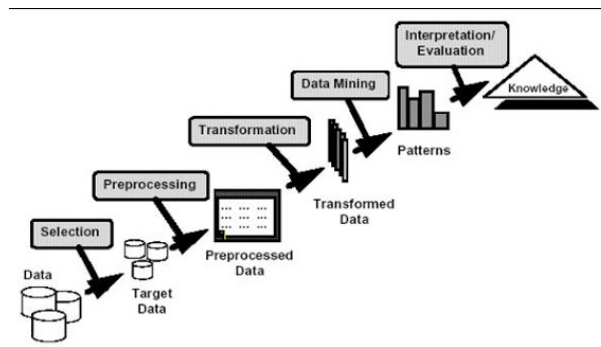 Interpretation/
Evaluation
Data Mining
Knowledge
Transformation
Patterns
Preprocessing
Transformed
Data
Selection
Preprocessed
Data
Data
Target
Data